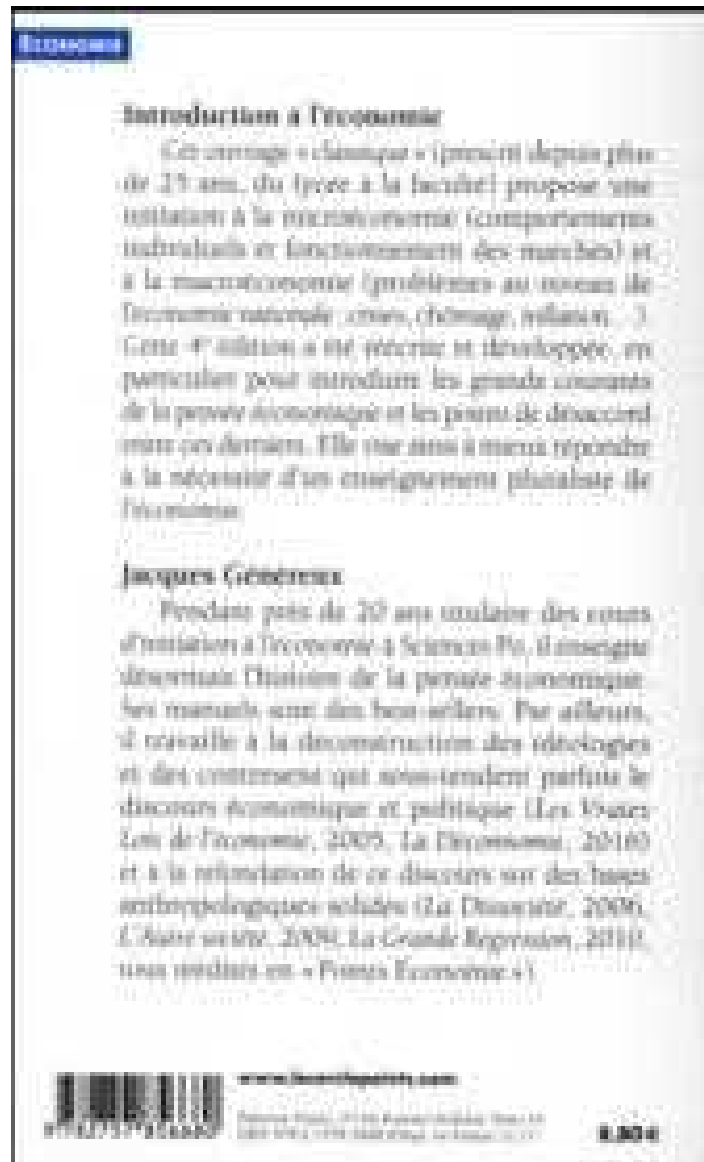 ÉCONOMIE
Introduction à l'économie
Cet ouvrage « classique » (présent depuis plus
de 25 ans, du lycée à la faculté) propose une
initiation à la microéconomie (comportements
individuels et fonctionnement des marchés) et
à la macroéconomie (problèmes au niveau de
l'économie nationale : crises, chômage, inflation…).
Cette 4e édition a été réécrite et développée, en
particulier pour introduire les grands courants
de la pensée économique et les points de désaccord
entre ces derniers. Elle vise ainsi à mieux répondre
à la nécessité d'un enseignement pluraliste de
l'économie.
Jacques Généreux
Pendant près de 20 ans titulaire des cours
d'initiation à l'économie à Sciences Po, il enseigne
désormais l'histoire de la pensée économique.
Ses manuels sont des best-sellers. Par ailleurs,
il travaille à la déconstruction des idéologies
et des contresens qui sous-tendent parfois le
discours économique et politique (Les Vraies
Lois de l'économie, 2005, La Déconnomie, 2016)
et à la refondation de ce discours sur des bases
anthropologiques solides (La Dissociété, 2006,
L'Autre société, 2009, La Grande Régression, 2010,
tous réédités en « Points Économie »).
www.lecerclepoints.com
8,80 €